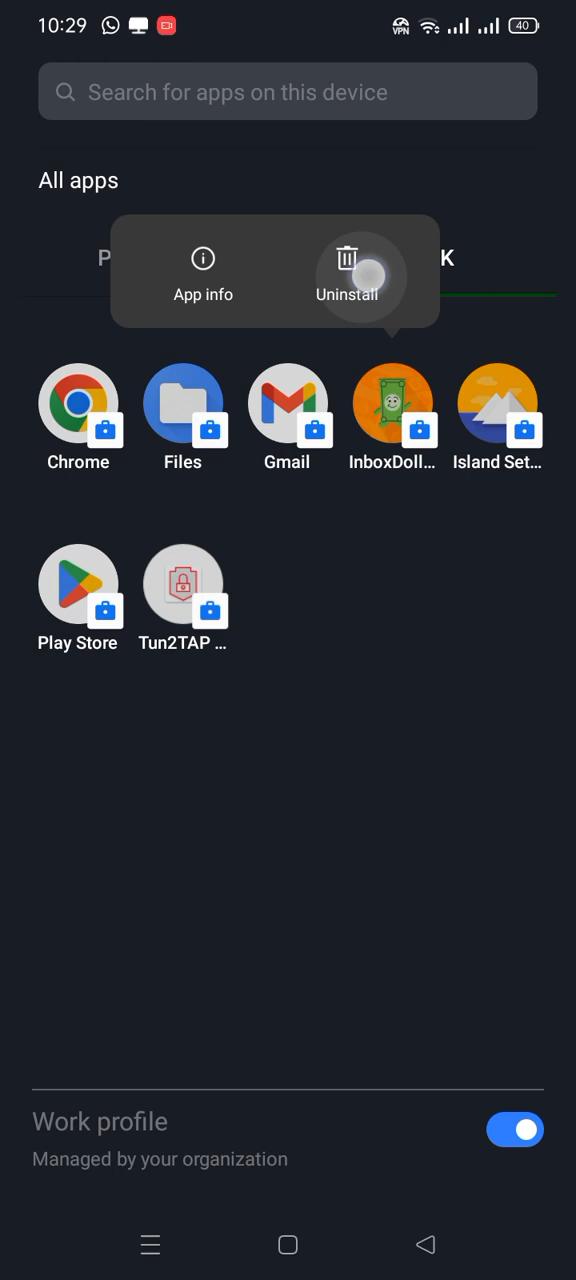 10:29
VPN
40
Search for apps on this device
All apps
P
K
App info
Uninstall
Chrome
Files
Gmail
InboxDoll...
Island Set...
Play Store
Tun2TAP ...
Work profile
Managed by your organization